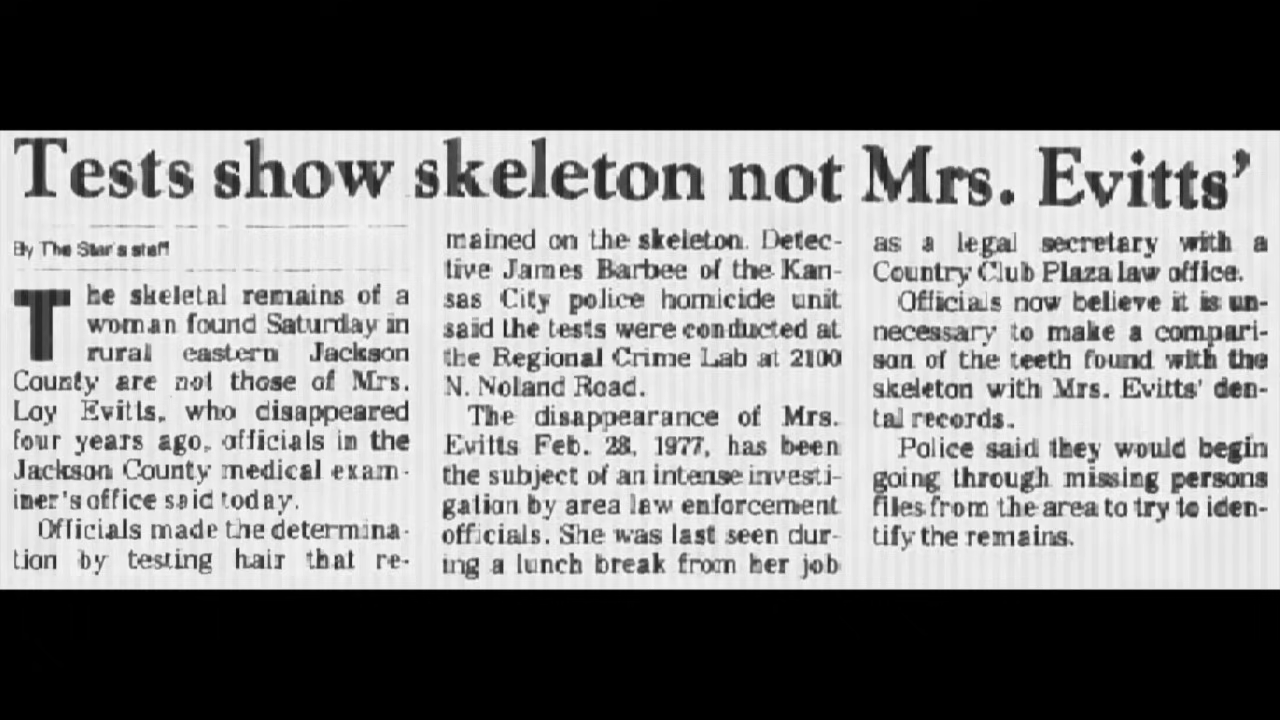 Tests show skeleton not Mrs. Evitts'
By The Star's staff
The skeletal remains of a
woman found Saturday in
rural eastern Jackson
County are not those of Mrs.
Loy Evitts, who disappeared
four years ago, officials in the
Jackson County medical exam-
iner's office said today.
Officials made the determina-
tion by testing hair that re-
mained on the skeleton. Detec-
tive James Barbee of the Kan-
sas City police homicide unit
said the tests were conducted at
the Regional Crime Lab at 2100
N. Noland Road.
The disappearance of Mrs.
Evitts Feb. 28, 1977, has been
the subject of an intense investi-
gation by area law enforcement
officials. She was last seen dur-
ing a lunch break from her job
as a legal secretary with a
Country Club Plaza law office.
Officials now believe it is un-
necessary to make a compari-
son of the teeth found with the
skeleton with Mrs. Evitts' den-
tal records.
Police said they would begin
going through missing persons
files from the area to try to iden-
tify the remains.